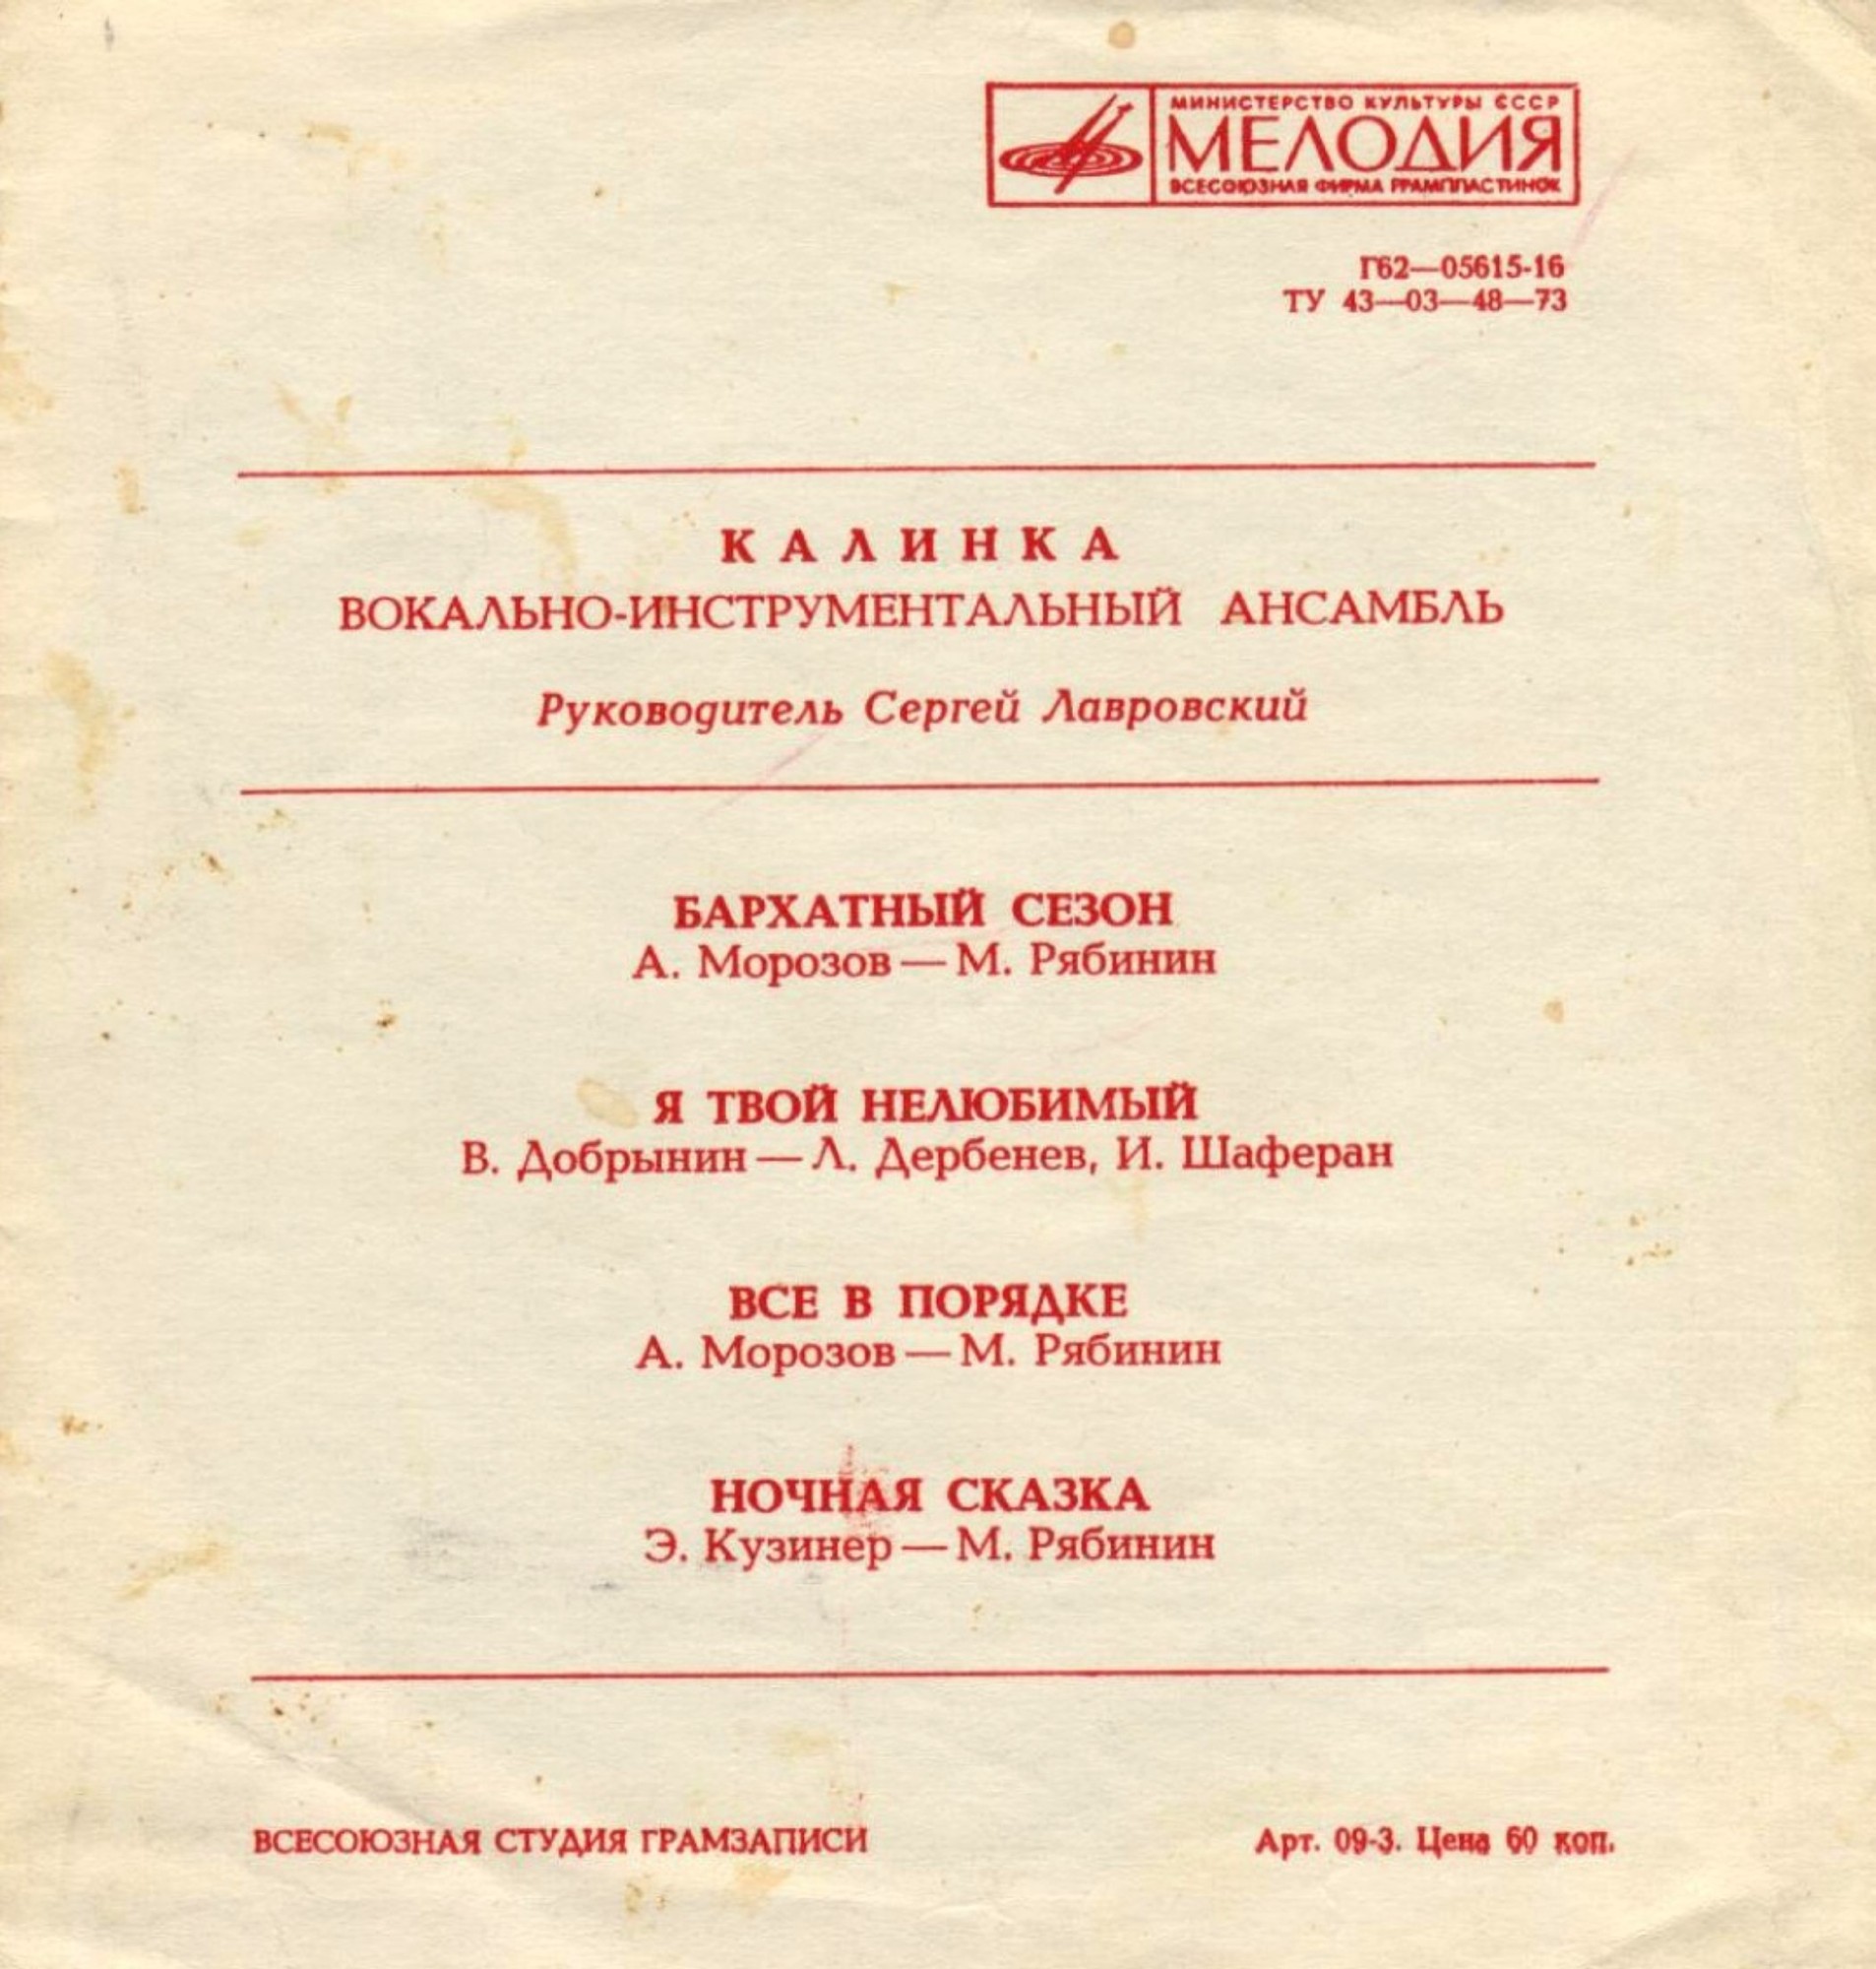 МИНИСТЕРСТВО КУЛЬТУРЫ СССР
МЕЛОДИЯ
ВСЕСОЮЗНАЯ ФИРМА ГРАМПЛАСТИНОК
Г62—05615-16
ТУ 43—03—48—73
КАЛИНКА
ВОКАЛЬНО-ИНСТРУМЕНТАЛЬНЫЙ АНСАМБЛЬ
Руководитель Сергей Лавровский
БАРХАТНЫЙ СЕЗОН
А. Морозов — М. Рябинин
Я ТВОЙ НЕЛЮБИМЫЙ
В. Добрынин — Л. Дербенев, И. Шаферан
ВСЕ В ПОРЯДКЕ
А. Морозов — М. Рябинин
НОЧНАЯ СКАЗКА
Э. Кузинер — М. Рябинин
ВСЕСОЮЗНАЯ СТУДИЯ ГРАМЗАПИСИ
Арт. 09-3. Цена 60 коп.